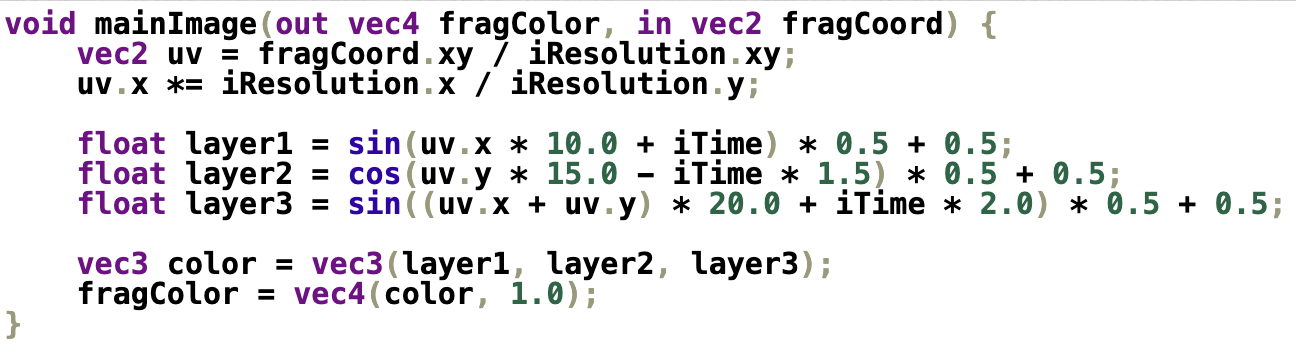 void mainImage(out vec4 fragColor, in vec2 fragCoord) {
    vec2 uv = fragCoord.xy / iResolution.xy;
    uv.x *= iResolution.x / iResolution.y;

    float layer1 = sin(uv.x * 10.0 + iTime) * 0.5 + 0.5;
    float layer2 = cos(uv.y * 15.0 - iTime * 1.5) * 0.5 + 0.5;
    float layer3 = sin((uv.x + uv.y) * 20.0 + iTime * 2.0) * 0.5 + 0.5;

    vec3 color = vec3(layer1, layer2, layer3);
    fragColor = vec4(color, 1.0);
}